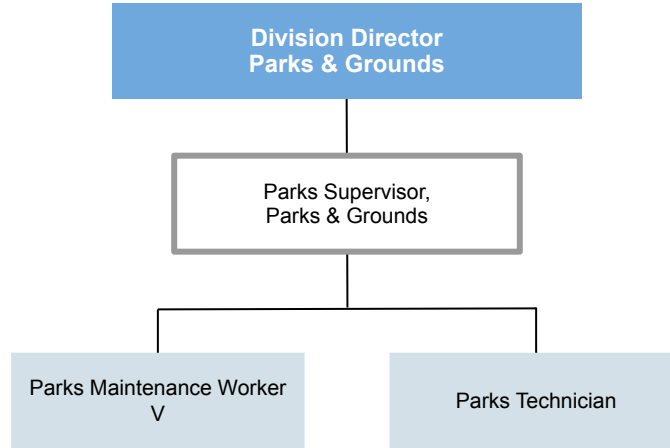 Division Director
Parks & Grounds
Parks Supervisor,
Parks & Grounds
Parks Maintenance Worker
V
Parks Technician